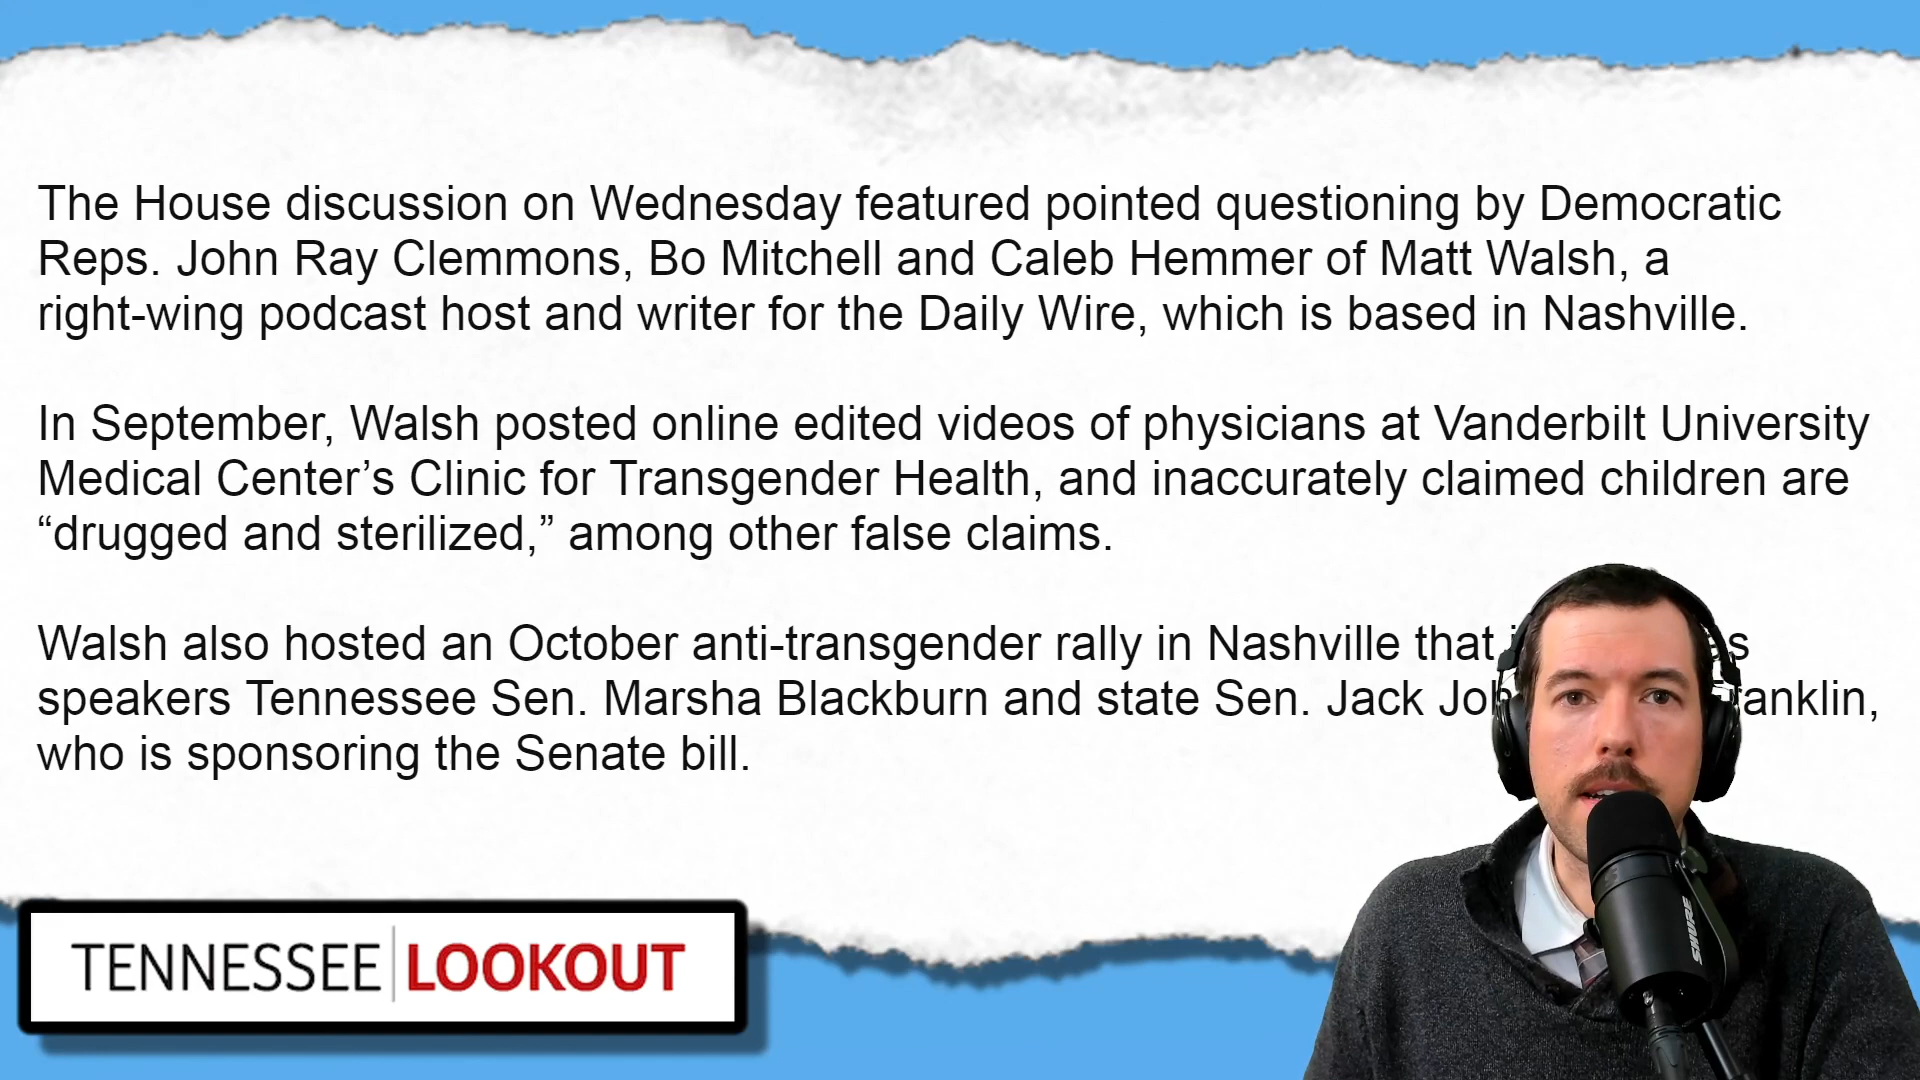 The House discussion on Wednesday featured pointed questioning by Democratic
Reps. John Ray Clemmons, Bo Mitchell and Caleb Hemmer of Matt Walsh, a
right-wing podcast host and writer for the Daily Wire, which is based in Nashville.
In September, Walsh posted online edited videos of physicians at Vanderbilt University
Medical Center’s Clinic for Transgender Health, and inaccurately claimed children are
“drugged and sterilized,” among other false claims.
Walsh also hosted an October anti-transgender rally in Nashville that
speakers Tennessee Sen. Marsha Blackburn and state Sen. Jack
who is sponsoring the Senate bill.
TENNESSEE LOOKOUT
SHURE